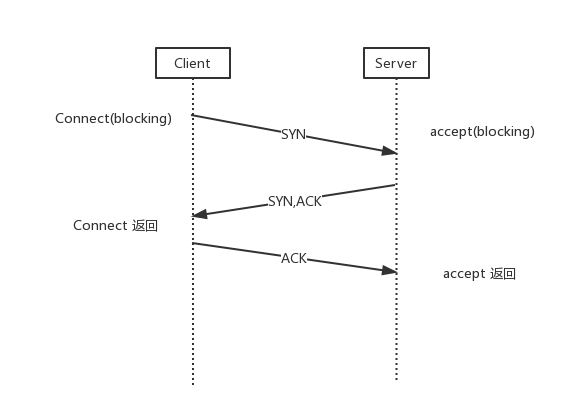 Client
Server
Connect(blocking)
SYN
accept(blocking)
SYN,ACK
Connect 返回
ACK
accept 返回